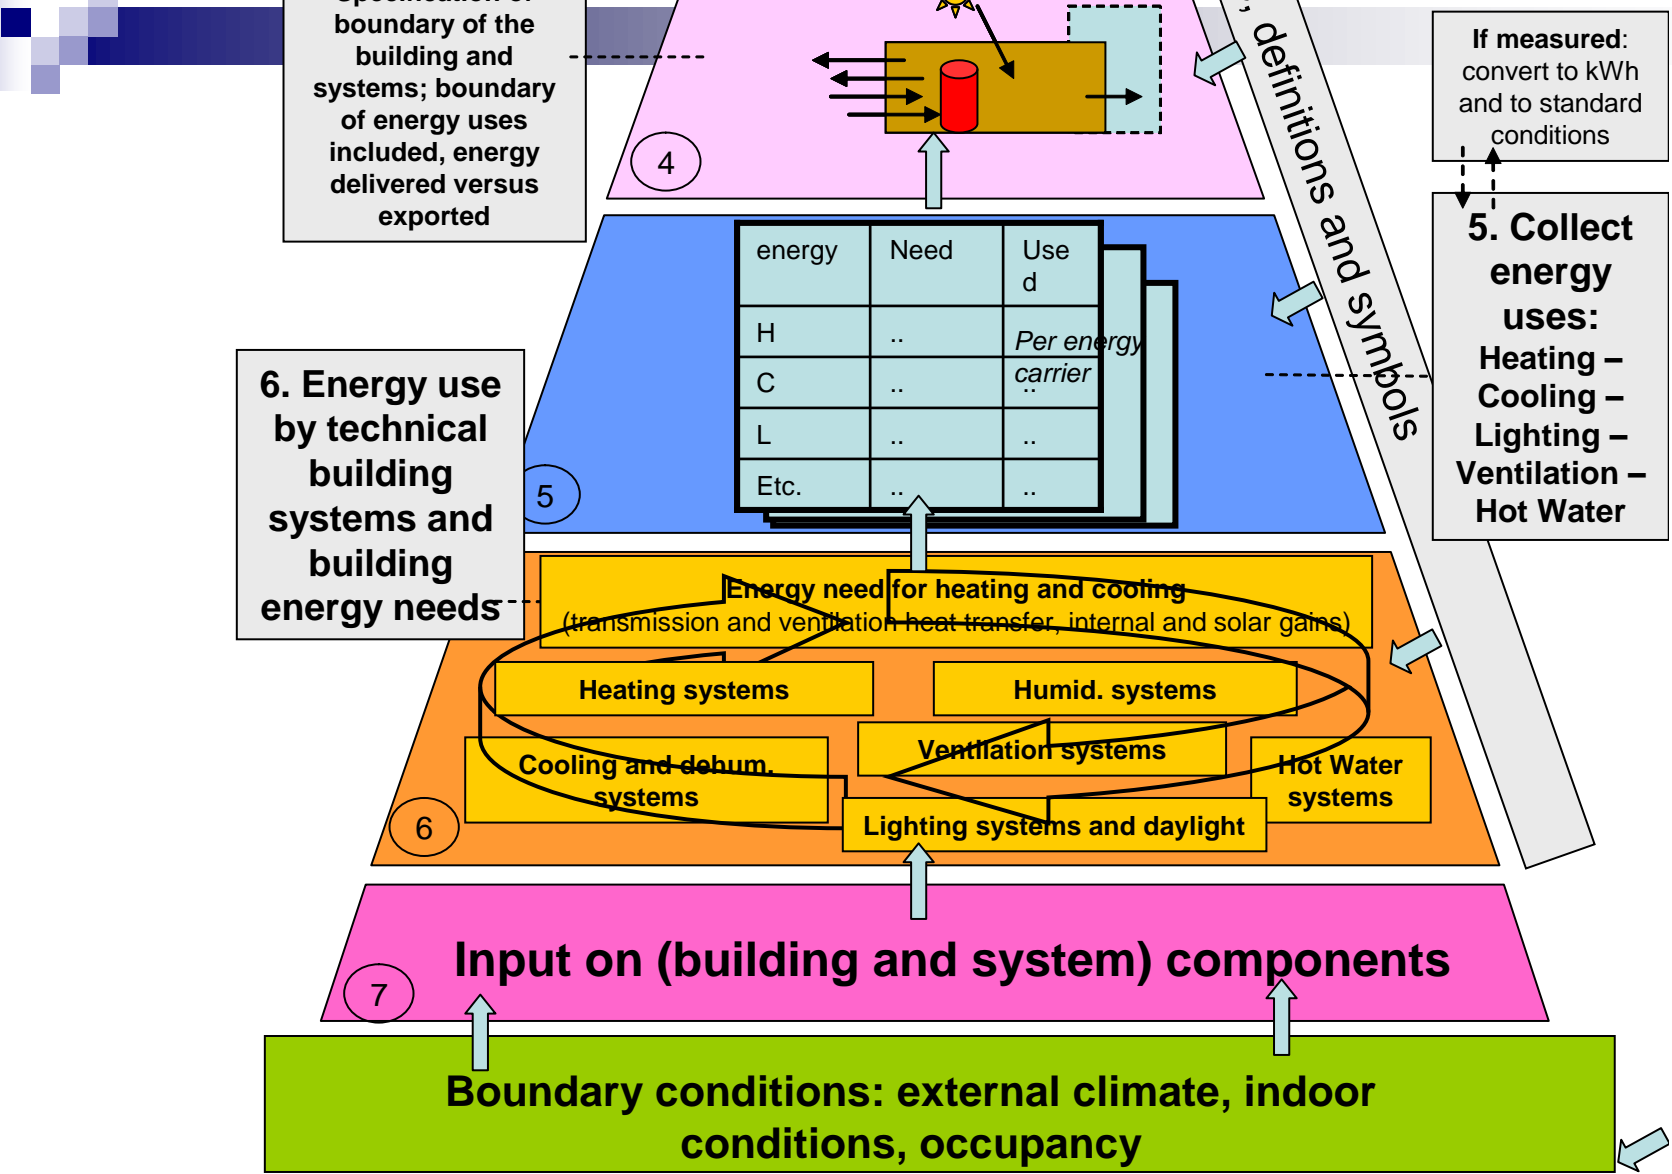 boundary of the
building and
systems; boundary
of energy uses
included, energy
delivered versus
exported
4
definitions and symbols
If measured:
convert to kWh
and to standard
conditions
5. Collect
energy
uses:
Heating –
Cooling –
Lighting –
Ventilation –
Hot Water
energy Need Use
d
H ..
Per energy
carrier
C ..
..
L .. ..
Etc. .. ..
5
6. Energy use
by technical
building
systems and
building
energy needs
Energy need for heating and cooling
(transmission and ventilation heat transfer, internal and solar gains)
Heating systems
Humid. systems
Ventilation systems
Cooling and dehum.
systems
Hot Water
systems
Lighting systems and daylight
6
Input on (building and system) components
7
Boundary conditions: external climate, indoor
conditions, occupancy